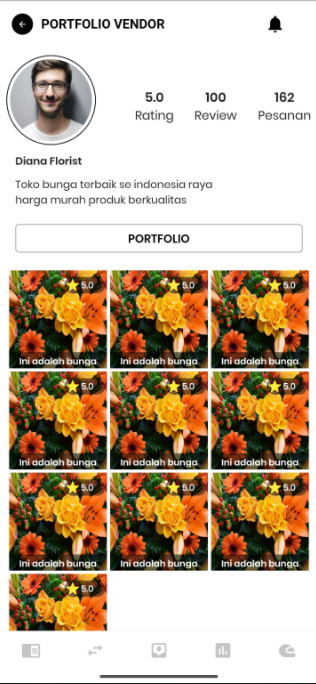 PORTFOLIO VENDOR
5.0 100 162
Rating Review Pesanan
Diana Florist
Toko bunga terbaik se indonesia raya
harga murah produk berkualitas
PORTFOLIO
5.0 5.0 5.0
Ini adalah bunga Ini adalah bunga Ini adalah bunga
5.0 5.0 5.0
Ini adalah bunga Ini adalah bunga Ini adalah bunga
5.0 5.0 5.0
Ini adalah bunga Ini adalah bunga Ini adalah bunga
5.0